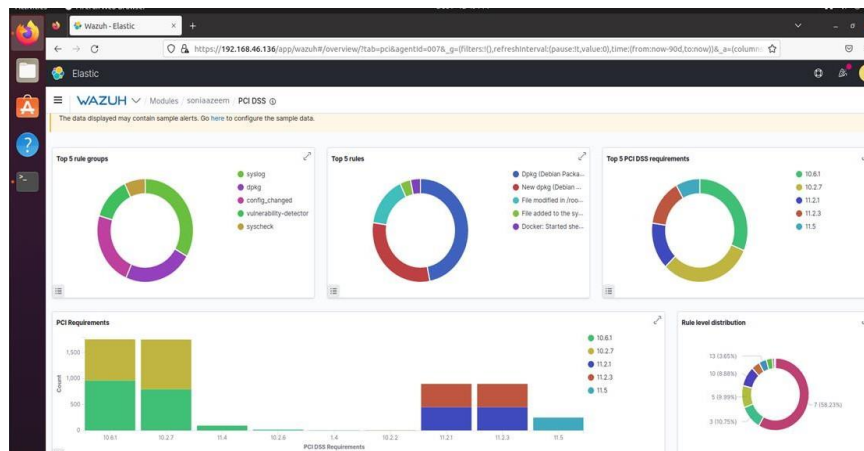 Wazuh - Elastic
https://192.168.46.136/app/wazuh#/overview/?tab=pci&agentId=007&_g=(filters:!(),refreshInterval:(pause:!t,value:0),time:(from:now-90d,to:now))&_a=(column
Elastic
WAZUH / Modules / soniaazeem / PCI DSS
The data displayed may contain sample alerts. Go here to configure the sample data.
Top 5 rule groups
syslog
dpkg
config_changed
vulnerability-detector
syscheck
Top 5 rules
Dpkg (Debian Packa...
New dpkg (Debian ...
File modified in /roo...
File added to the sy...
Docker: Started she...
Top 5 PCI DSS requirements
10.6.1
10.2.7
11.2.1
11.2.3
11.5
PCI Requirements
Count
1,500
1,000
500
0
10.6.1 10.2.7 11.4 10.2.6 1.4 10.2.2 11.2.1 11.2.3 11.5
PCI DSS Requirements
10.6.1
10.2.7
11.2.1
11.2.3
11.5
Rule level distribution
13 (3.65%)
10 (8.88%)
5 (9.99%)
3 (10.75%)
7 (58.23%)